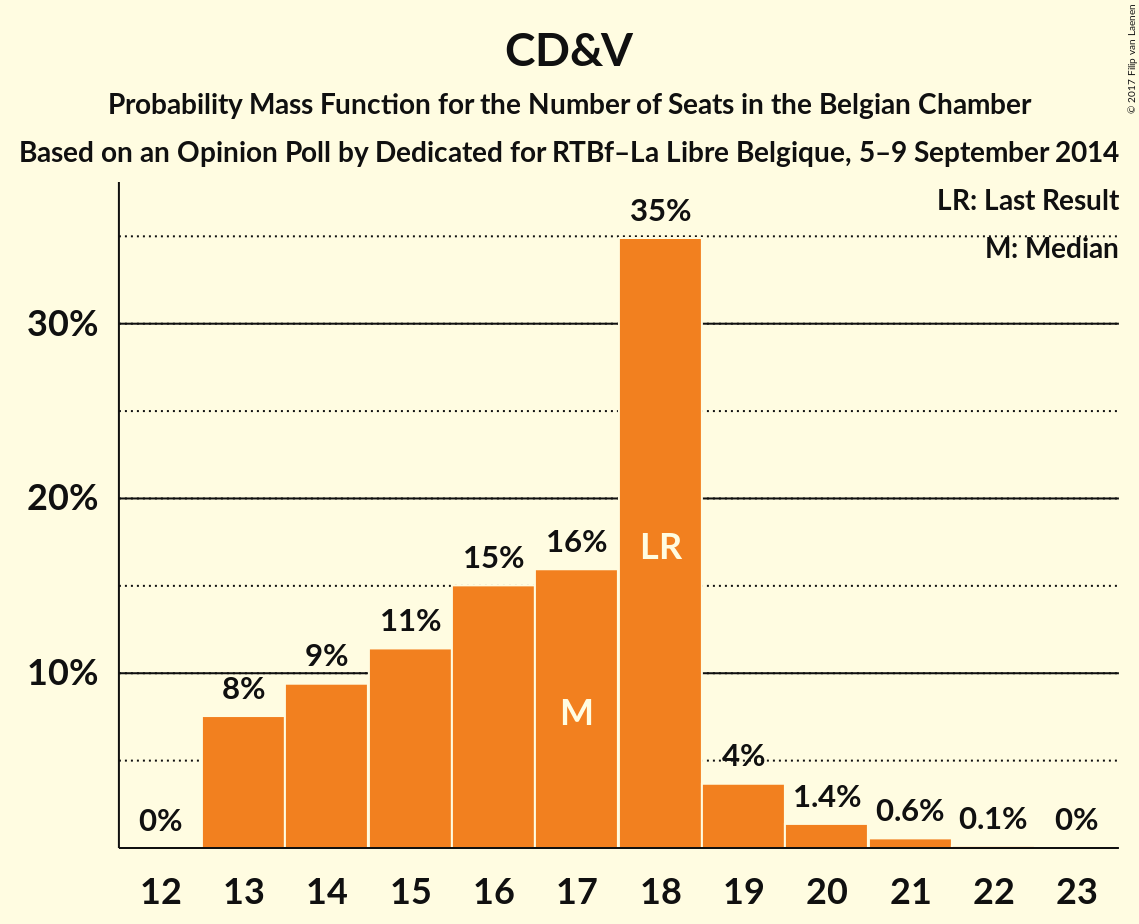 CD&V
Probability Mass Function for the Number of Seats in the Belgian Chamber
Based on an Opinion Poll by Dedicated for RTBf–La Libre Belgique, 5–9 September 2014
© 2017 Filip van Laenen
LR: Last Result
M: Median
30%
20%
10%
0%
8%
9%
11%
15%
16%
35%
4%
1.4%
0.6%
0.1%
0%
LR
M
12 13 14 15 16 17 18 19 20 21 22 23